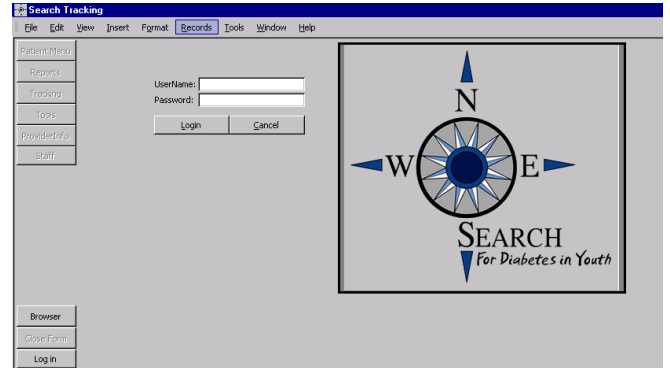 Search Tracking
File Edit View Insert Format Records Tools Window Help
Patient Menu
Reports
Tracking
Tools
ProviderInfo
Staff
UserName:
Password:
Login Cancel
N
W E
SEARCH
For Diabetes in Youth
Browser
Close Form
Log in